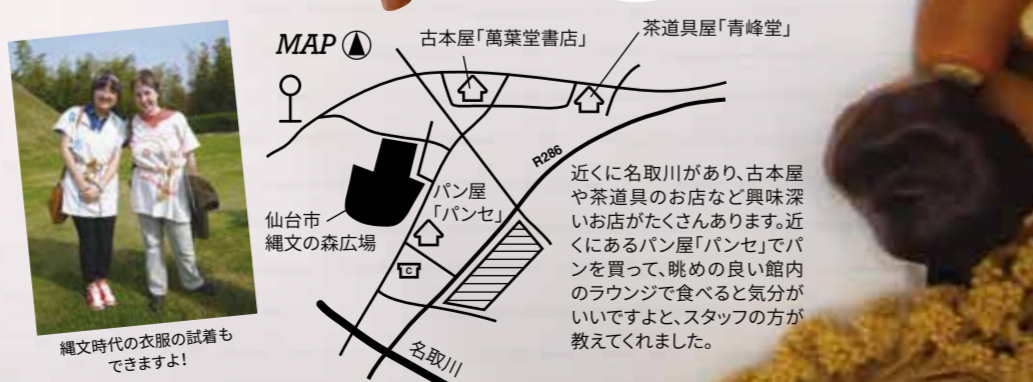 MAP
古本屋「萬葉堂書店」
茶道具屋「青峰堂」
R286
パン屋
「パンセ」
仙台市
縄文の森広場
C
名取川
近くに名取川があり、古本屋
や茶道具のお店など興味深
いお店がたくさんあります。近
くにあるパン屋「パンセ」でパ
ンを買って、眺めの良い館内
のラウンジで食べると気分が
いいですよと、スタッフの方が
教えてくれました。
縄文時代の衣服の試着も
できますよ!